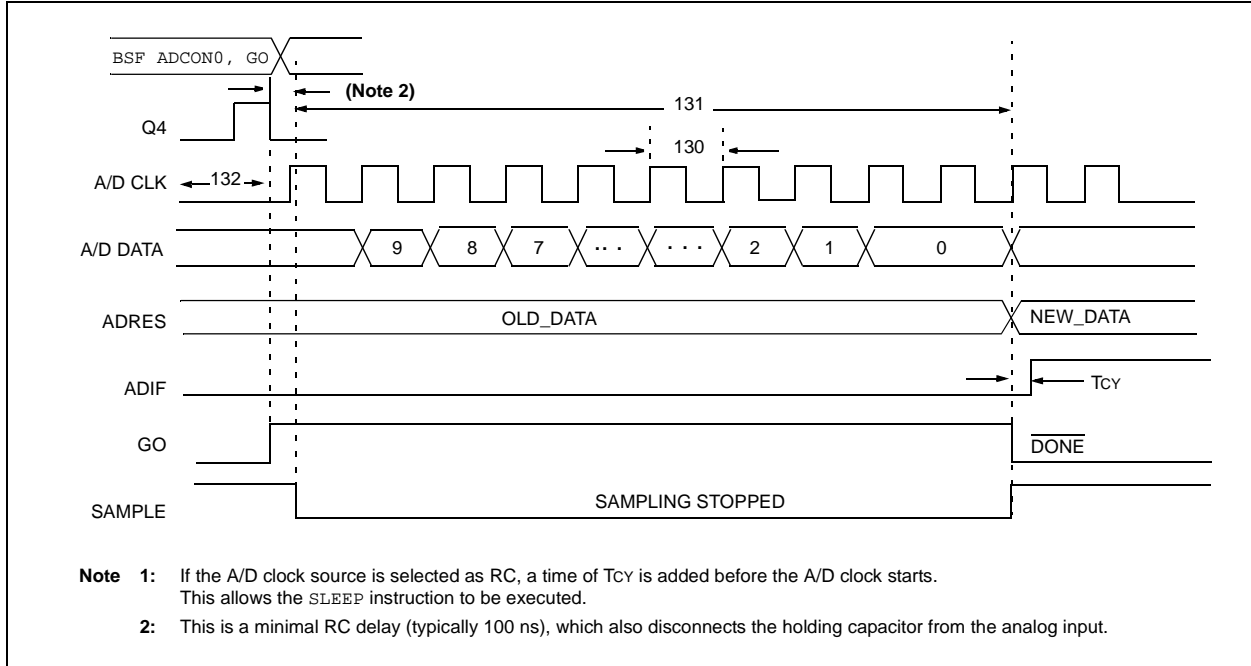 BSF ADCON0, GO
(Note 2)
131
Q4
130
A/D CLK
132
A/D DATA
9 8 7 ... ... 2 1 0
ADRES
OLD_DATA
NEW_DATA
ADIF
TCY
GO
DONE
SAMPLE
SAMPLING STOPPED
Note 1: If the A/D clock source is selected as RC, a time of TCY is added before the A/D clock starts.
This allows the SLEEP instruction to be executed.
2: This is a minimal RC delay (typically 100 ns), which also disconnects the holding capacitor from the analog input.